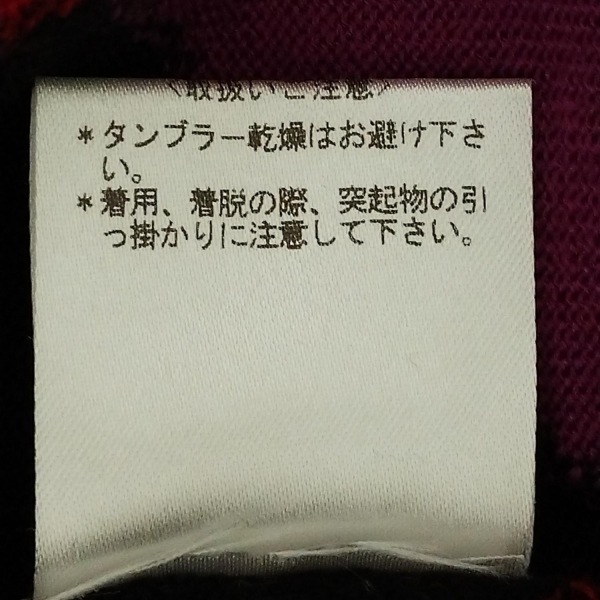 〈取扱いご注意〉
*タンブラー乾燥はお避け下さ
い。
*着用、着脱の際、突起物の引
っ掛かりに注意して下さい。